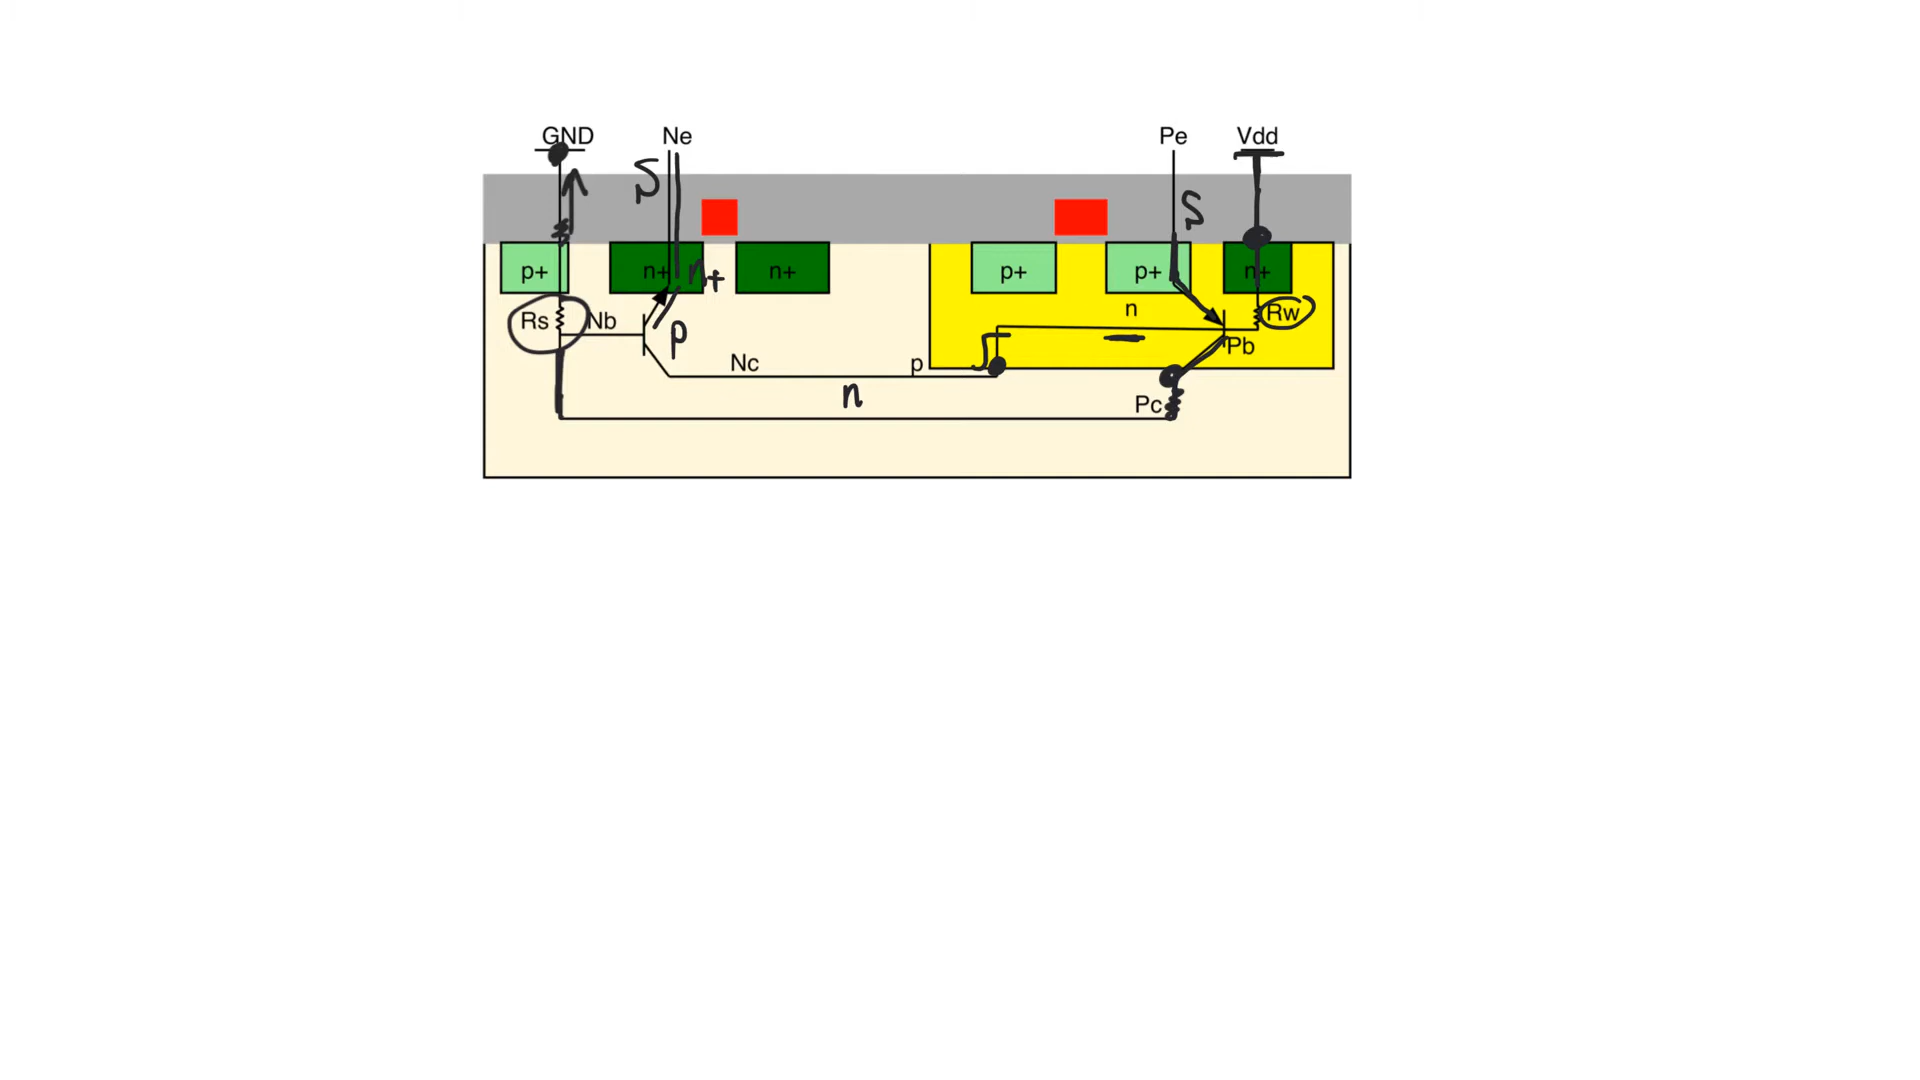 GND Ne Pe Vdd
S S
p+ n+ n+ n+ p+ p+ n+
Rs Nb p n Rw
Pb
Nc p
n Pc